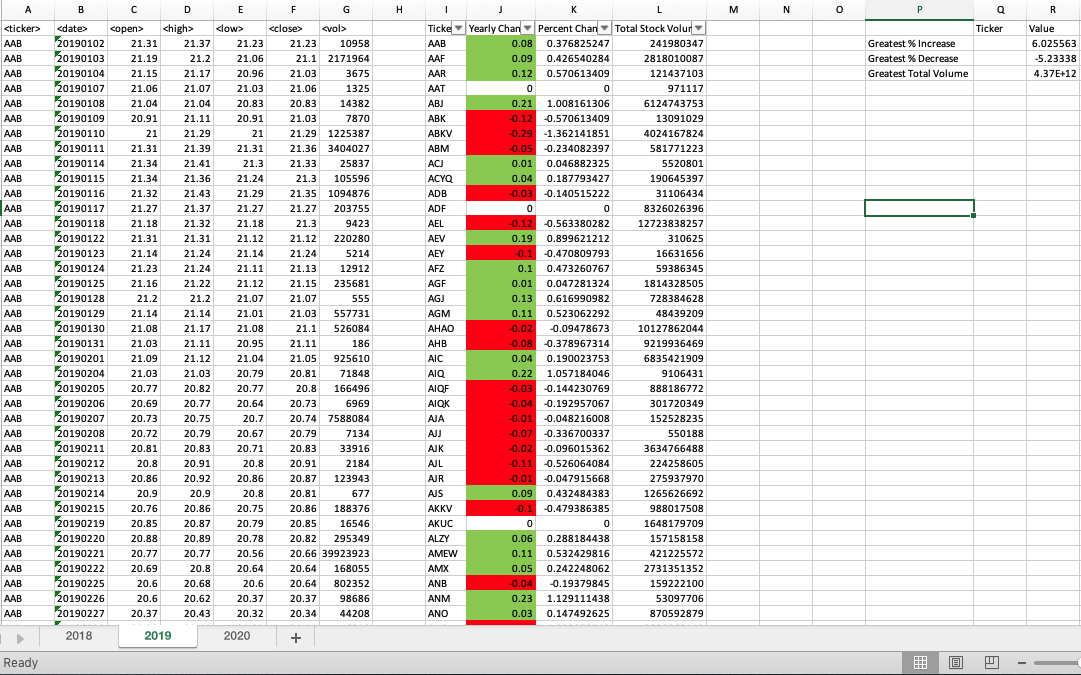 A B C D E F G H I J K L M N O P Q R
<ticker> <date> <open> <high> <low> <close> <vol> Ticke Yearly Chan Percent Chan Total Stock Volur Ticker Value
AAB 20190102 21.31 21.37 21.23 21.23 10958 AAB 0.08 0.376825247 241980347 Greatest % Increase 6.025563
AAB 20190103 21.19 21.2 21.06 21.1 2171964 AAF 0.09 0.426540284 2818010087 Greatest % Decrease -5.23338
AAB 20190104 21.15 21.17 20.96 21.03 3675 AAR 0.12 0.570613409 121437103 Greatest Total Volume 4.37E+12
AAB 20190107 21.06 21.07 21.03 21.06 1325 AAT 0 0 971117
AAB 20190108 21.04 21.04 20.83 20.83 14382 ABJ 0.21 1.008161306 6124743753
AAB 20190109 20.91 21.11 20.91 21.03 7870 ABK -0.12 -0.570613409 13091029
AAB 20190110 21 21.29 21 21.29 1225387 ABKV -0.29 -1.362141851 4024167824
AAB 20190111 21.31 21.39 21.31 21.36 3404027 ABM -0.05 -0.234082397 581771223
AAB 20190114 21.34 21.41 21.3 21.33 25837 ACJ 0.01 0.046882325 5520801
AAB 20190115 21.34 21.36 21.24 21.3 105596 ACYQ 0.04 0.187793427 190645397
AAB 20190116 21.32 21.43 21.29 21.35 1094876 ADB -0.03 -0.140515222 31106434
AAB 20190117 21.27 21.37 21.27 21.27 203755 ADF 0 0 8326026396
AAB 20190118 21.18 21.32 21.18 21.3 9423 AEL -0.12 -0.563380282 12723838257
AAB 20190122 21.31 21.31 21.12 21.12 220280 AEV 0.19 0.899621212 310625
AAB 20190123 21.14 21.24 21.14 21.24 5214 AEY -0.1 -0.470809793 16631656
AAB 20190124 21.23 21.24 21.11 21.13 12912 AFZ 0.1 0.473260767 59386345
AAB 20190125 21.16 21.22 21.12 21.15 235681 AGF 0.01 0.047281324 1814328505
AAB 20190128 21.2 21.2 21.07 21.07 555 AGJ 0.13 0.616990982 728384628
AAB 20190129 21.14 21.14 21.01 21.03 557731 AGM 0.11 0.523062292 48439209
AAB 20190130 21.08 21.17 21.08 21.1 526084 AHAO -0.02 -0.09478673 10127862044
AAB 20190131 21.03 21.11 20.95 21.11 186 AHB -0.08 -0.378967314 9219936469
AAB 20190201 21.09 21.12 21.04 21.05 925610 AIC 0.04 0.190023753 6835421909
AAB 20190204 21.03 21.03 20.79 20.81 71848 AIQ 0.22 1.057184046 9106431
AAB 20190205 20.77 20.82 20.77 20.8 166496 AIQF -0.03 -0.144230769 888186772
AAB 20190206 20.69 20.77 20.64 20.73 6969 AIQK -0.04 -0.192957067 301720349
AAB 20190207 20.73 20.75 20.7 20.74 7588084 AJA -0.01 -0.048216008 152528235
AAB 20190208 20.72 20.79 20.67 20.79 7134 AJJ -0.07 -0.336700337 550188
AAB 20190211 20.81 20.83 20.71 20.83 33916 AJK -0.02 -0.096015362 3634766488
AAB 20190212 20.8 20.91 20.8 20.91 2184 AJL -0.11 -0.526064084 224258605
AAB 20190213 20.86 20.92 20.86 20.87 123943 AJR -0.01 -0.047915668 275937970
AAB 20190214 20.9 20.9 20.8 20.81 677 AJS 0.09 0.432484383 1265626692
AAB 20190215 20.76 20.86 20.75 20.86 188376 AKKV -0.1 -0.479386385 988017508
AAB 20190219 20.85 20.87 20.79 20.85 16546 AKUC 0 0 1648179709
AAB 20190220 20.88 20.89 20.78 20.82 295349 ALZY 0.06 0.288184438 157158158
AAB 20190221 20.77 20.77 20.56 20.66 39923923 AMEW 0.11 0.532429816 421225572
AAB 20190222 20.69 20.8 20.64 20.64 168055 AMX 0.05 0.242248062 2731351352
AAB 20190225 20.6 20.68 20.6 20.64 802352 ANB -0.04 -0.19379845 159222100
AAB 20190226 20.6 20.62 20.37 20.37 98686 ANM 0.23 1.129111438 53097706
AAB 20190227 20.37 20.43 20.32 20.34 44208 ANO 0.03 0.147492625 870592879
2018 2019 2020 +
Ready